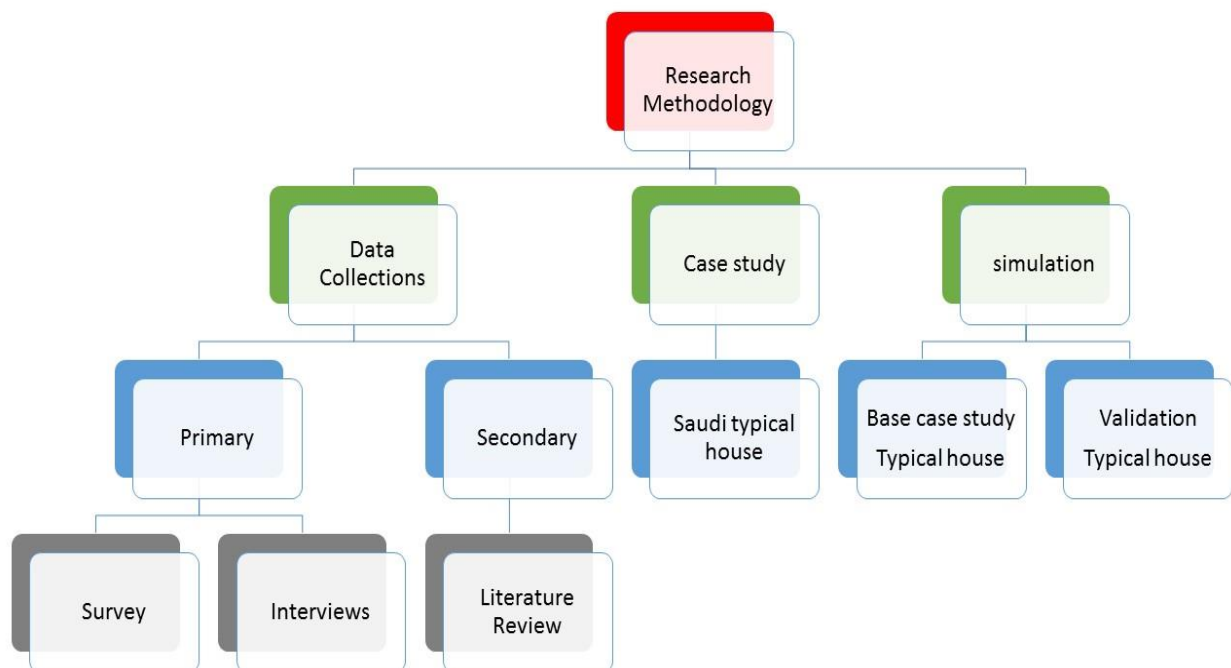 Research
Methodology
Data
Collections
Case study
simulation
Primary
Secondary
Saudi typical
house
Base case study
Typical house
Validation
Typical house
Survey
Interviews
Literature
Review